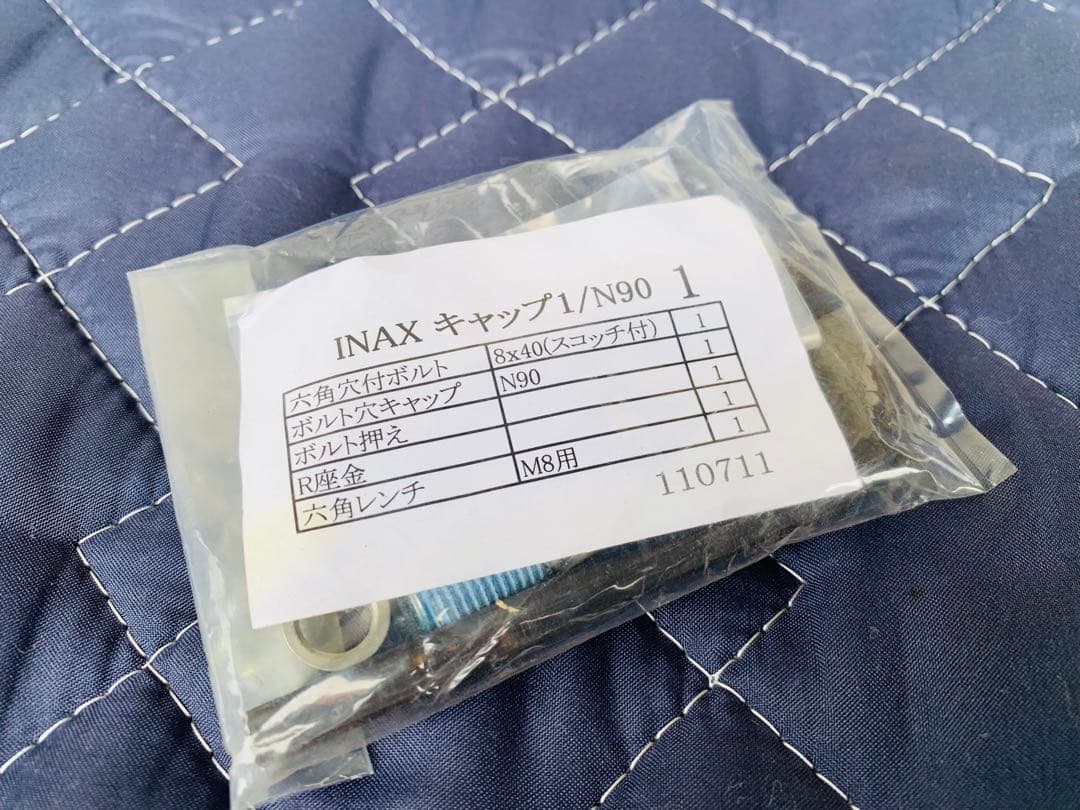 INAX キャップ1/N90 1
六角穴付ボルト 8x40(スコッチ付) 1
ボルト穴キャップ N90 1
ボルト押え 1
R座金 1
六角レンチ M8用 1
110711